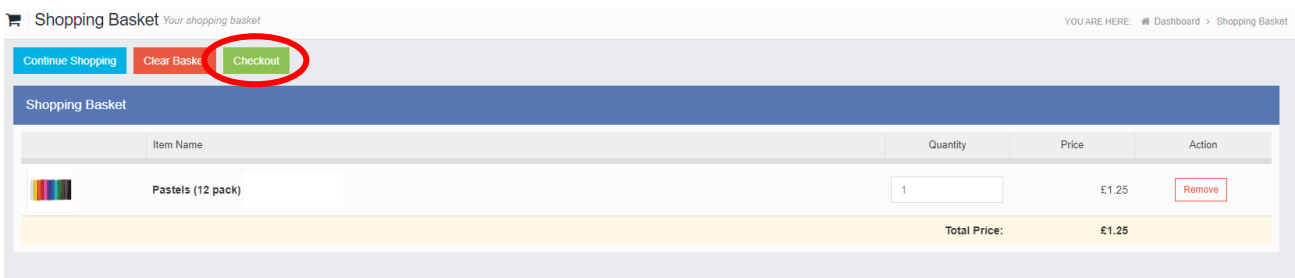 Shopping Basket Your shopping basket YOU ARE HERE: Dashboard > Shopping Basket
Continue Shopping Clear Basket Checkout
Shopping Basket
Item Name Quantity Price Action
Pastels (12 pack) 1 £1.25 Remove
Total Price: £1.25